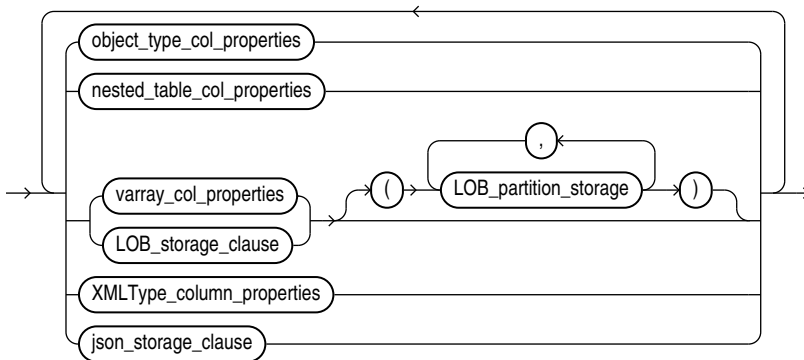 object_type_col_properties
nested_table_col_properties
,
varray_col_properties ( LOB_partition_storage )
LOB_storage_clause
XMLType_column_properties
json_storage_clause